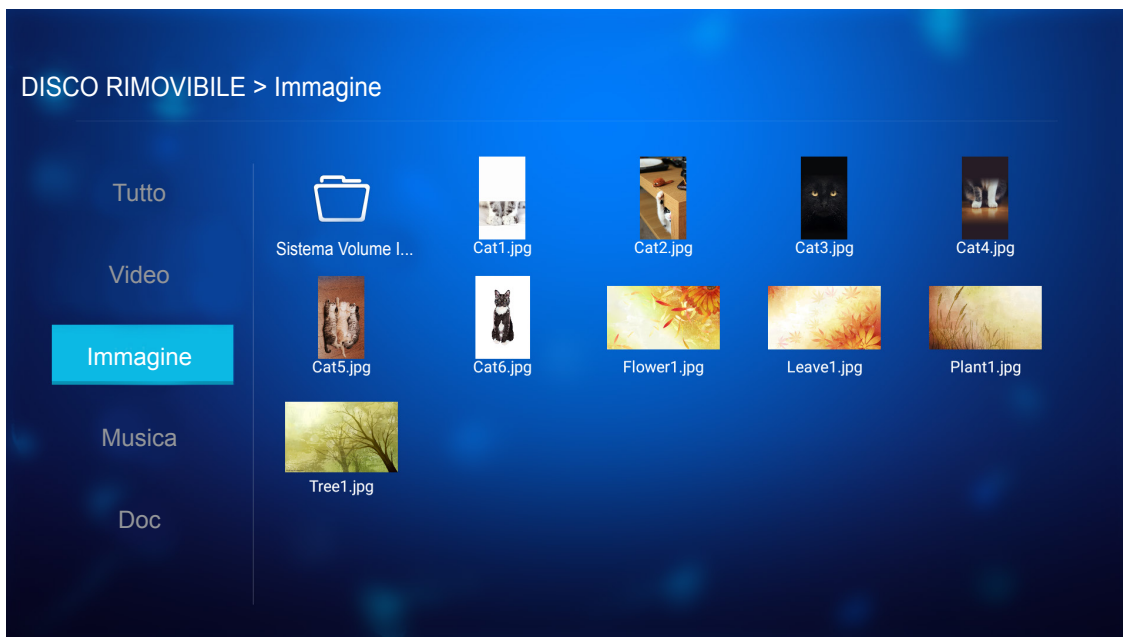 DISCO RIMOVIBILE > Immagine
Tutto
Video
Immagine
Musica
Doc
Sistema Volume I...
Cat1.jpg
Cat2.jpg
Cat3.jpg
Cat4.jpg
Cat5.jpg
Cat6.jpg
Flower1.jpg
Leave1.jpg
Plant1.jpg
Tree1.jpg